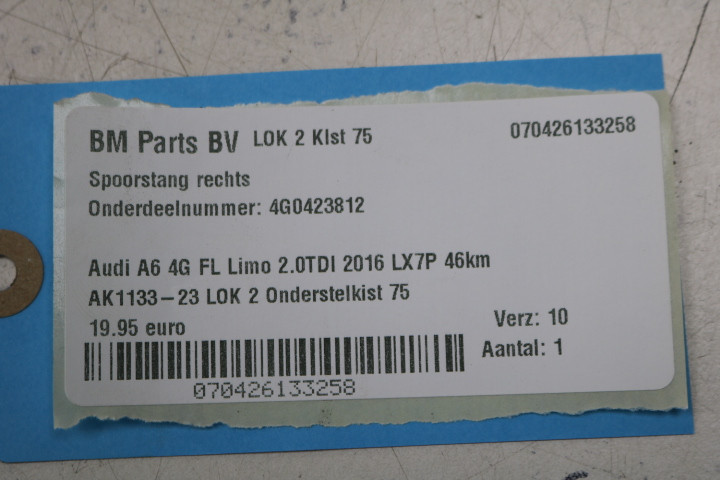 BM Parts BV LOK 2 Klst 75 070426133258
Spoorstang rechts
Onderdeelnummer: 4G0423812
Audi A6 4G FL Limo 2.0TDI 2016 LX7P 46km
AK1133-23 LOK 2 Onderstelkist 75
19.95 euro
Verz: 10
Aantal: 1
070426133258